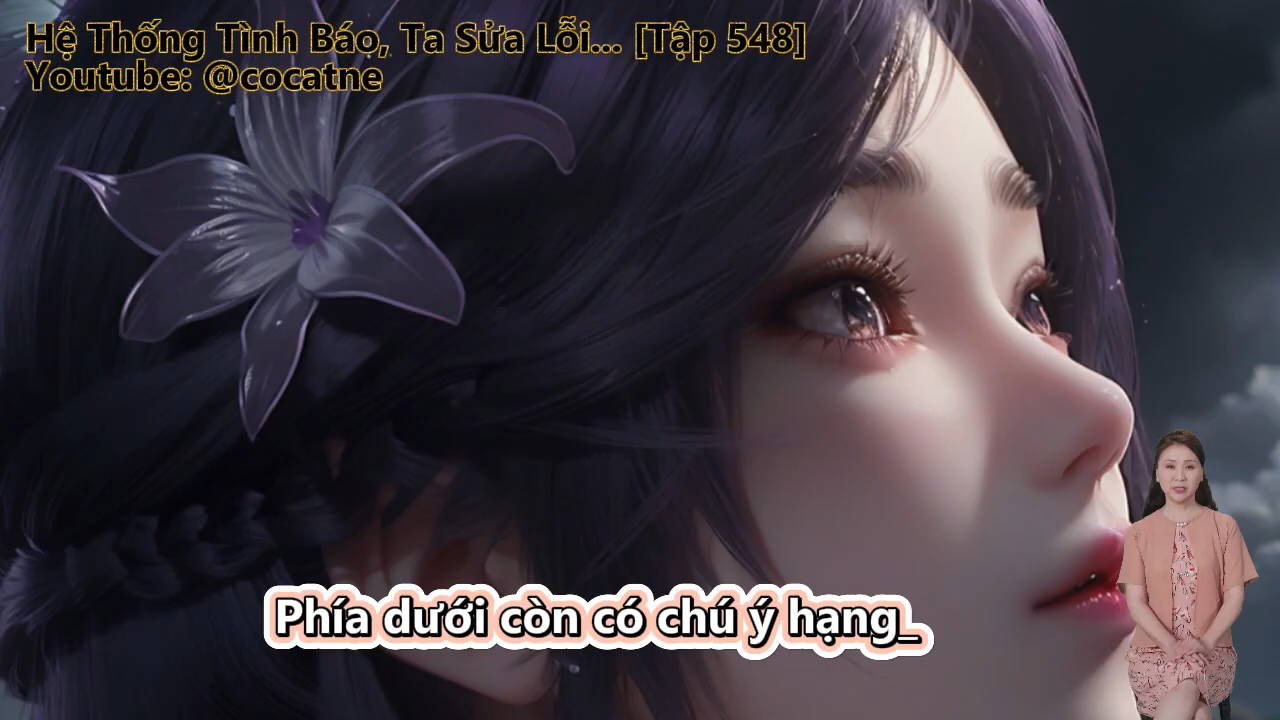 Hệ Thống Tình Báo, Ta Sửa Lỗi... [Tập 548]
Youtube: @cocatne
Phía dưới còn có chú ý hạng_